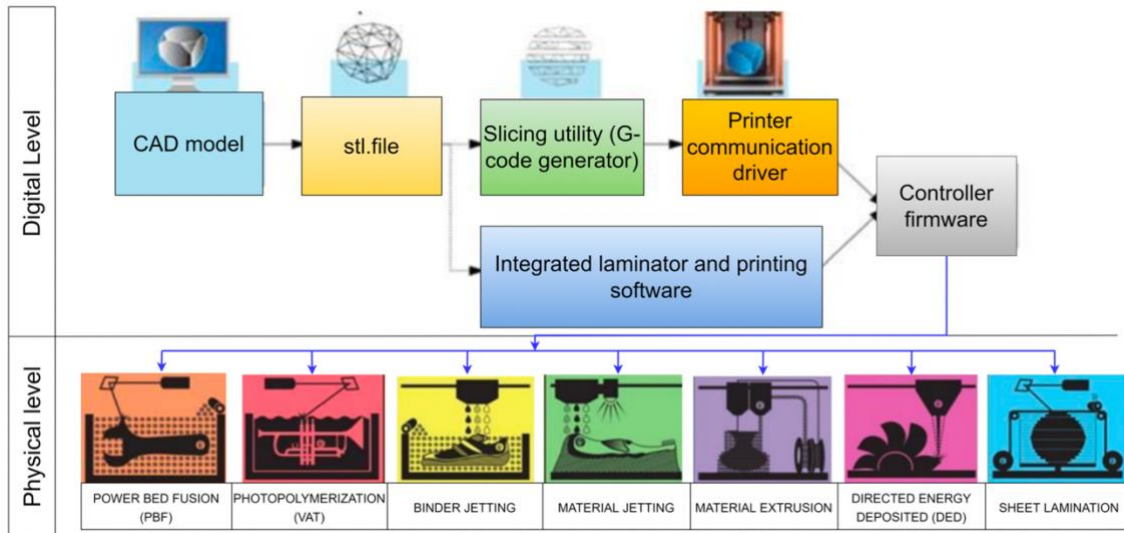 Digital Level
CAD model
stl.file
Slicing utility (G-
code generator)
Printer
communication
driver
Integrated laminator and printing
software
Controller
firmware
Physical level
POWER BED FUSION
(PBF)
PHOTOPOLYMERIZATION
(VAT)
BINDER JETTING
MATERIAL JETTING
MATERIAL EXTRUSION
DIRECTED ENERGY
DEPOSITED (DED)
SHEET LAMINATION